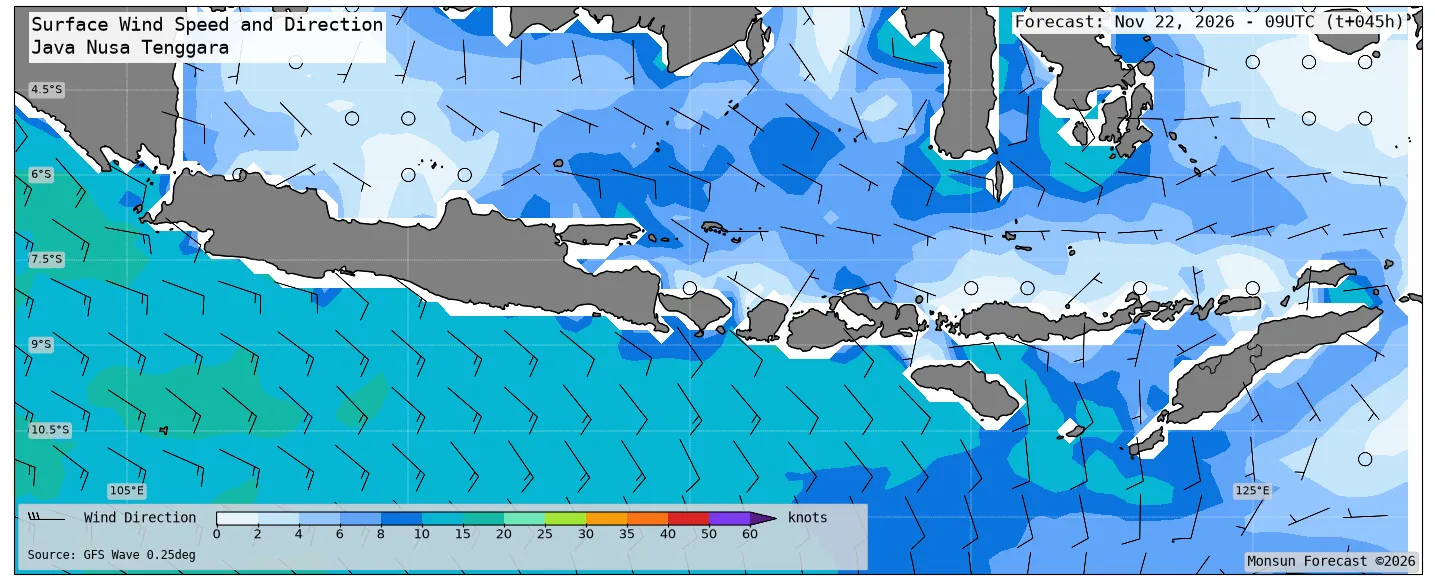 Surface Wind Speed and Direction
Java Nusa Tenggara
Forecast: Nov 22, 2026 - 09UTC (t+045h)
4.5°S
6°S
7.5°S
9°S
10.5°S
105°E
125°E
Wind Direction
0 2 4 6 8 10 15 20 25 30 35 40 50 60
knots
Source: GFS Wave 0.25deg
Monsun Forecast ©2026